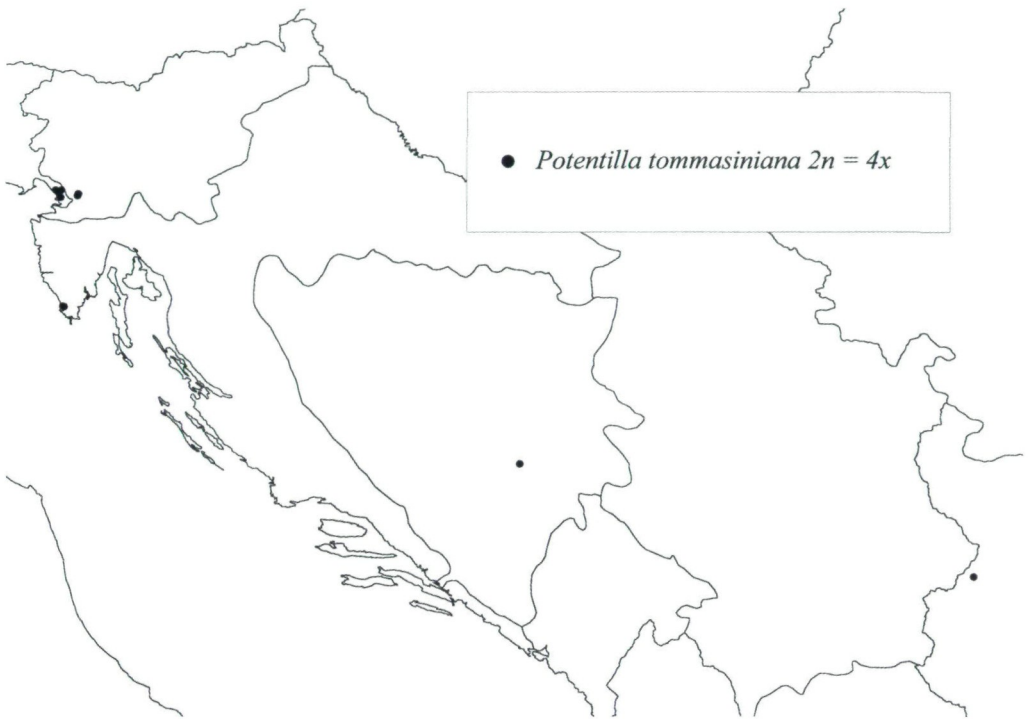 Potentilla tommasiniana 2n = 4x